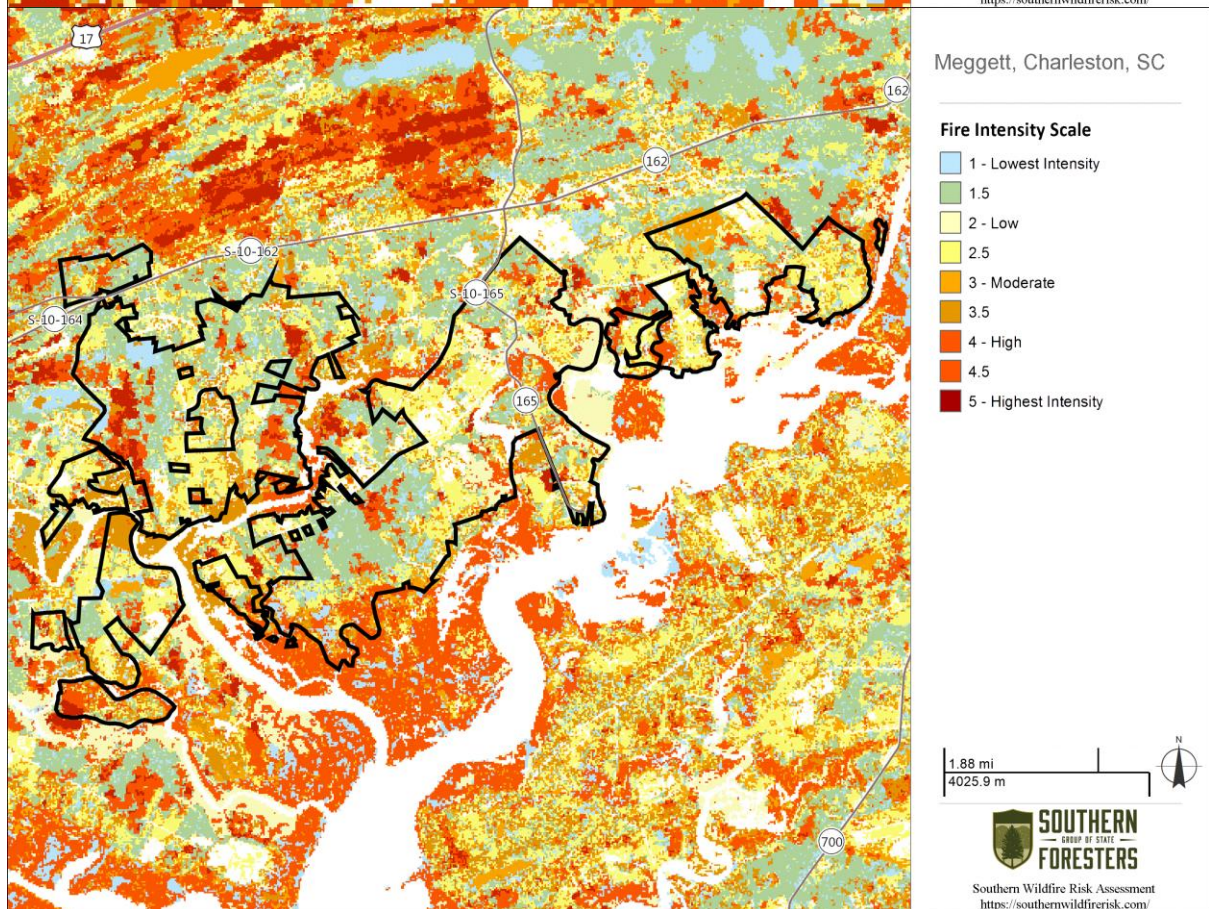 https://southernwildfirerisk.com/
17
162
162
S-10-162
S-10-164
S-10-165
165
700
Meggett, Charleston, SC
Fire Intensity Scale
1 - Lowest Intensity
1.5
2 - Low
2.5
3 - Moderate
3.5
4 - High
4.5
5 - Highest Intensity
1.88 mi
4025.9 m
N
SOUTHERN
GROUP OF STATE
FORESTERS
Southern Wildfire Risk Assessment
https://southernwildfirerisk.com/